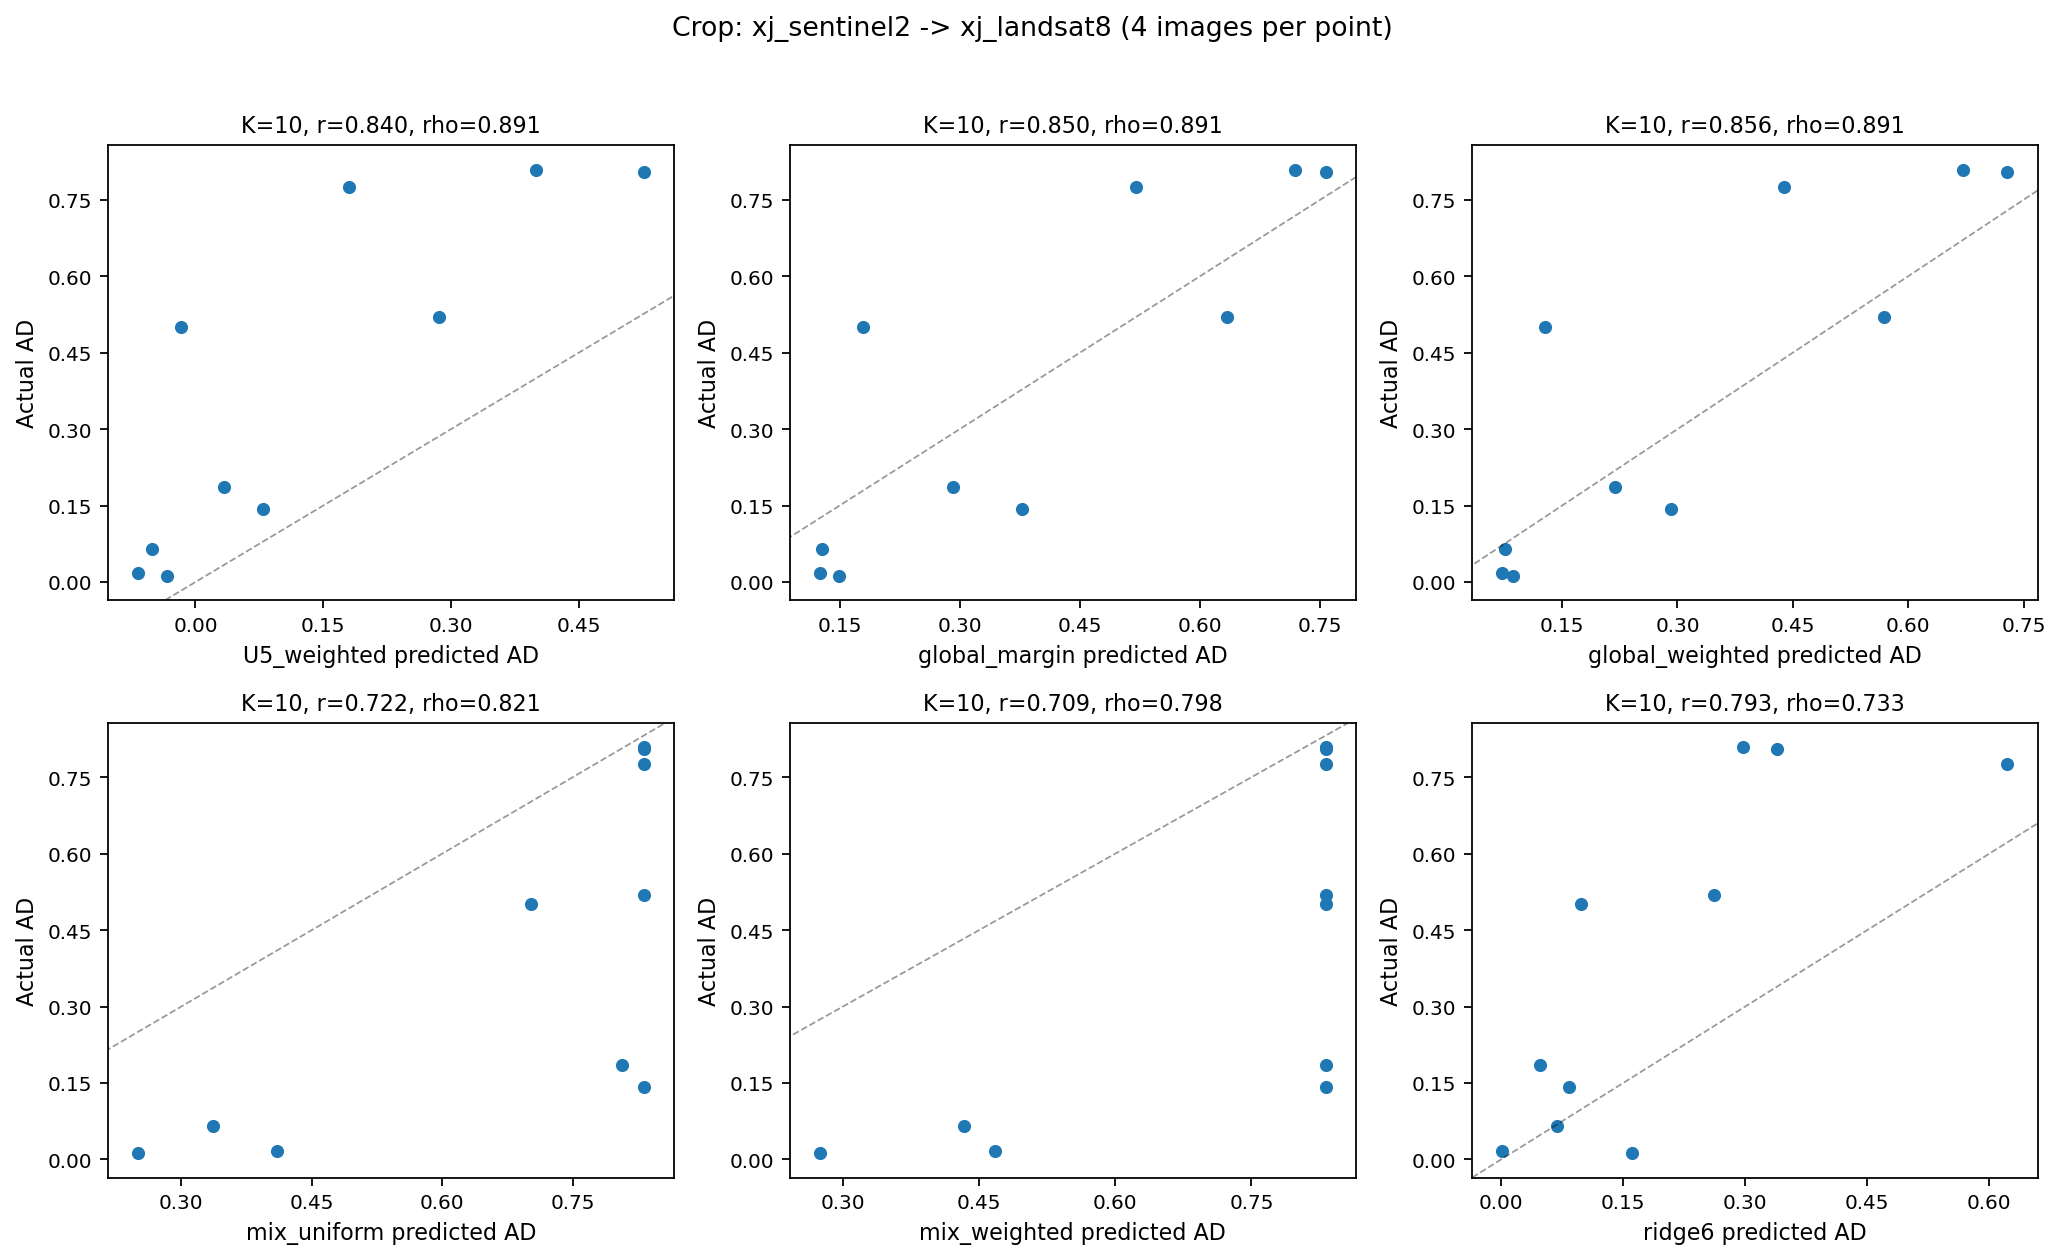 Crop: xj_sentinel2 -> xj_landsat8 (4 images per point)
K=10, r=0.840, rho=0.891
Actual AD
0.75
0.60
0.45
0.30
0.15
0.00
0.00 0.15 0.30 0.45
U5_weighted predicted AD
K=10, r=0.850, rho=0.891
Actual AD
0.75
0.60
0.45
0.30
0.15
0.00
0.15 0.30 0.45 0.60 0.75
global_margin predicted AD
K=10, r=0.856, rho=0.891
Actual AD
0.75
0.60
0.45
0.30
0.15
0.00
0.15 0.30 0.45 0.60 0.75
global_weighted predicted AD
K=10, r=0.722, rho=0.821
Actual AD
0.75
0.60
0.45
0.30
0.15
0.00
0.30 0.45 0.60 0.75
mix_uniform predicted AD
K=10, r=0.709, rho=0.798
Actual AD
0.75
0.60
0.45
0.30
0.15
0.00
0.30 0.45 0.60 0.75
mix_weighted predicted AD
K=10, r=0.793, rho=0.733
Actual AD
0.75
0.60
0.45
0.30
0.15
0.00
0.00 0.15 0.30 0.45 0.60
ridge6 predicted AD